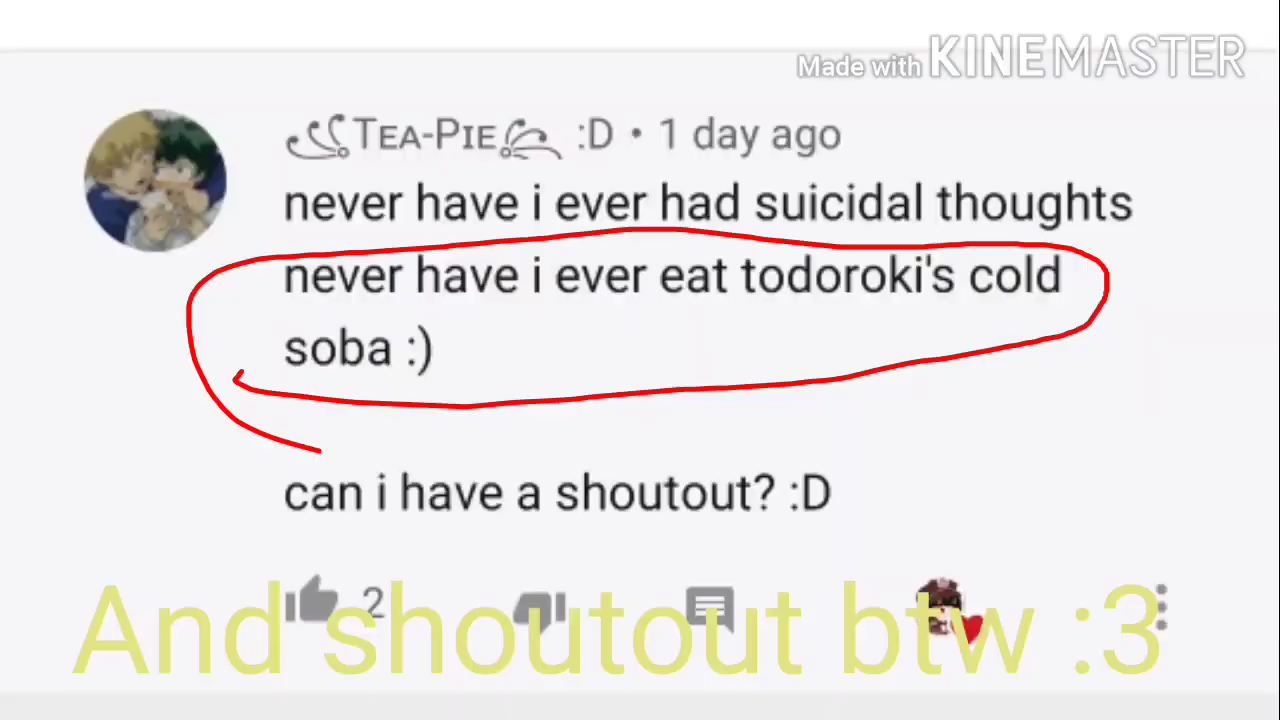 Made with KINEMASTER
Tea-Pie :D • 1 day ago
never have i ever had suicidal thoughts
never have i ever eat todoroki's cold
soba :)
can i have a shoutout? :D
2
And shoutout btw :3